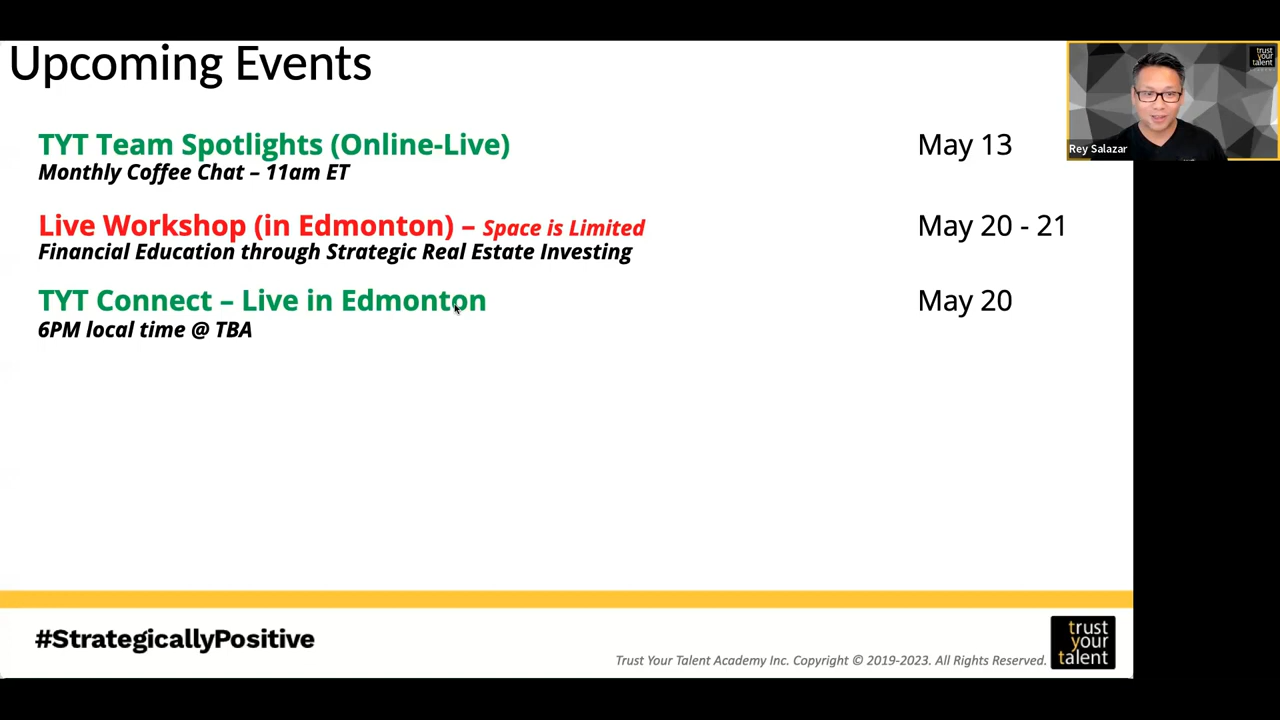 Upcoming Events
TYT Team Spotlights (Online-Live) May 13
Monthly Coffee Chat – 11am ET
Live Workshop (in Edmonton) – Space is Limited May 20 - 21
Financial Education through Strategic Real Estate Investing
TYT Connect – Live in Edmonton May 20
6PM local time @ TBA
trust
your
talent
Rey Salazar
#StrategicallyPositive
Trust Your Talent Academy Inc. Copyright © 2019-2023. All Rights Reserved.
trust
your
talent